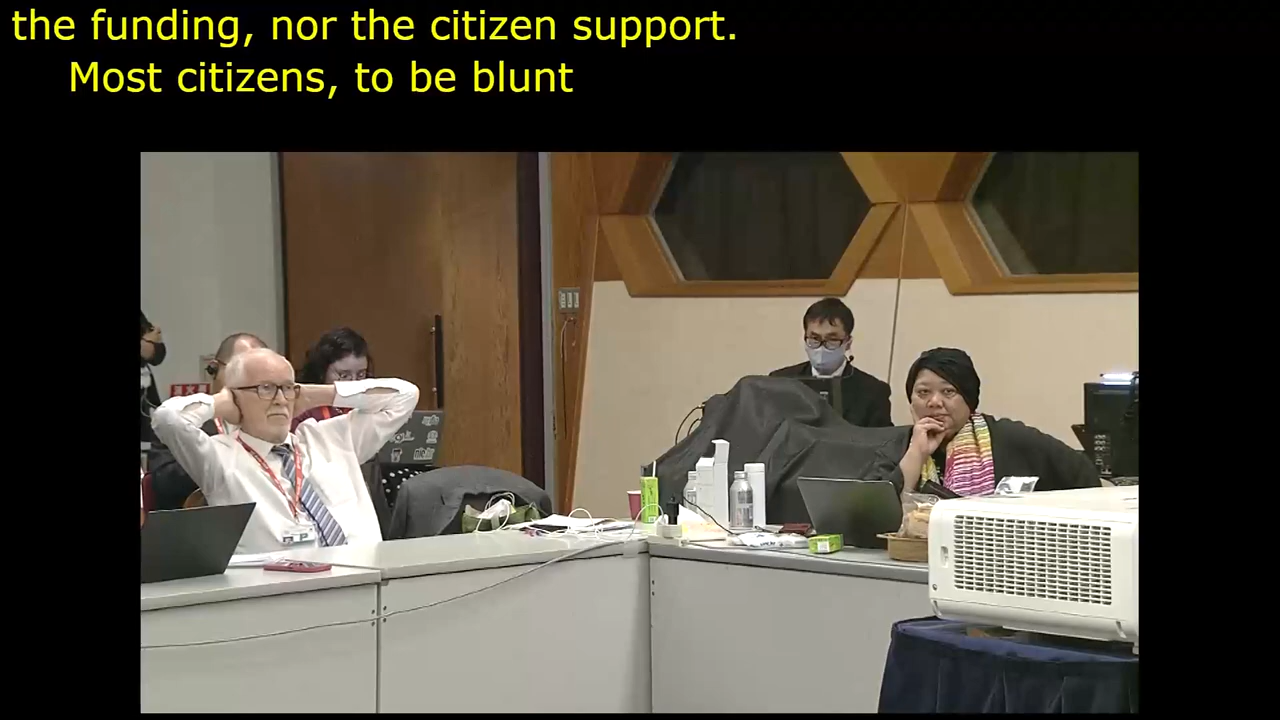 the funding, nor the citizen support.
Most citizens, to be blunt